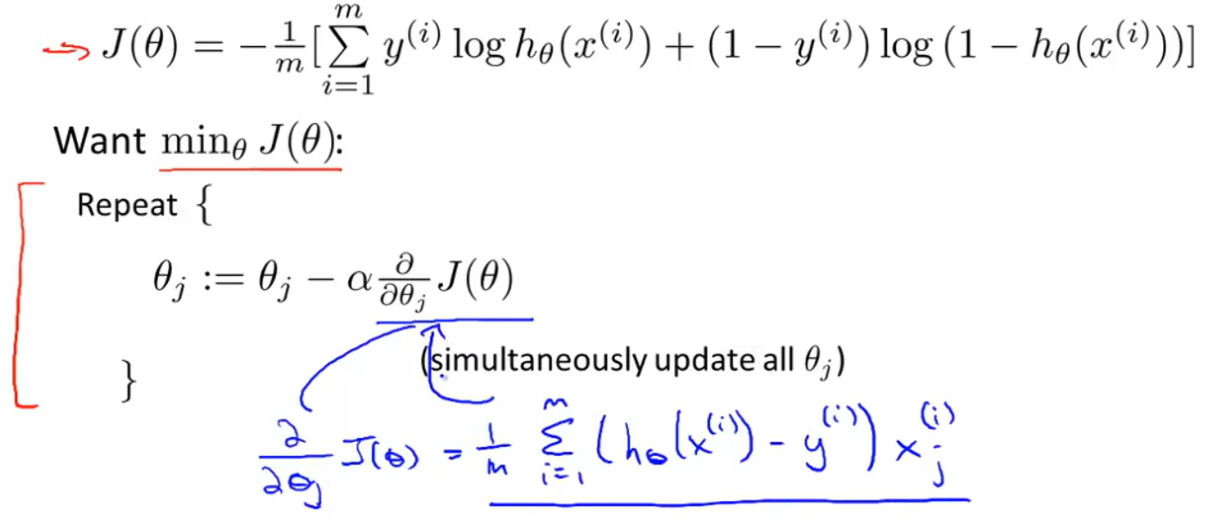 J(θ) = −1/m[∑_{i=1}^{m} y^{(i)} log h_θ(x^{(i)}) + (1 − y^{(i)}) log (1 − h_θ(x^{(i)}))]
Want min_θ J(θ):
Repeat {
θ_j := θ_j − α ∂/∂θ_j J(θ)
(simultaneously update all θ_j)
}
∂/∂θ_j J(θ) = 1/m ∑_{i=1}^{m} (h_θ(x^{(i)}) − y^{(i)}) x_j^{(i)}